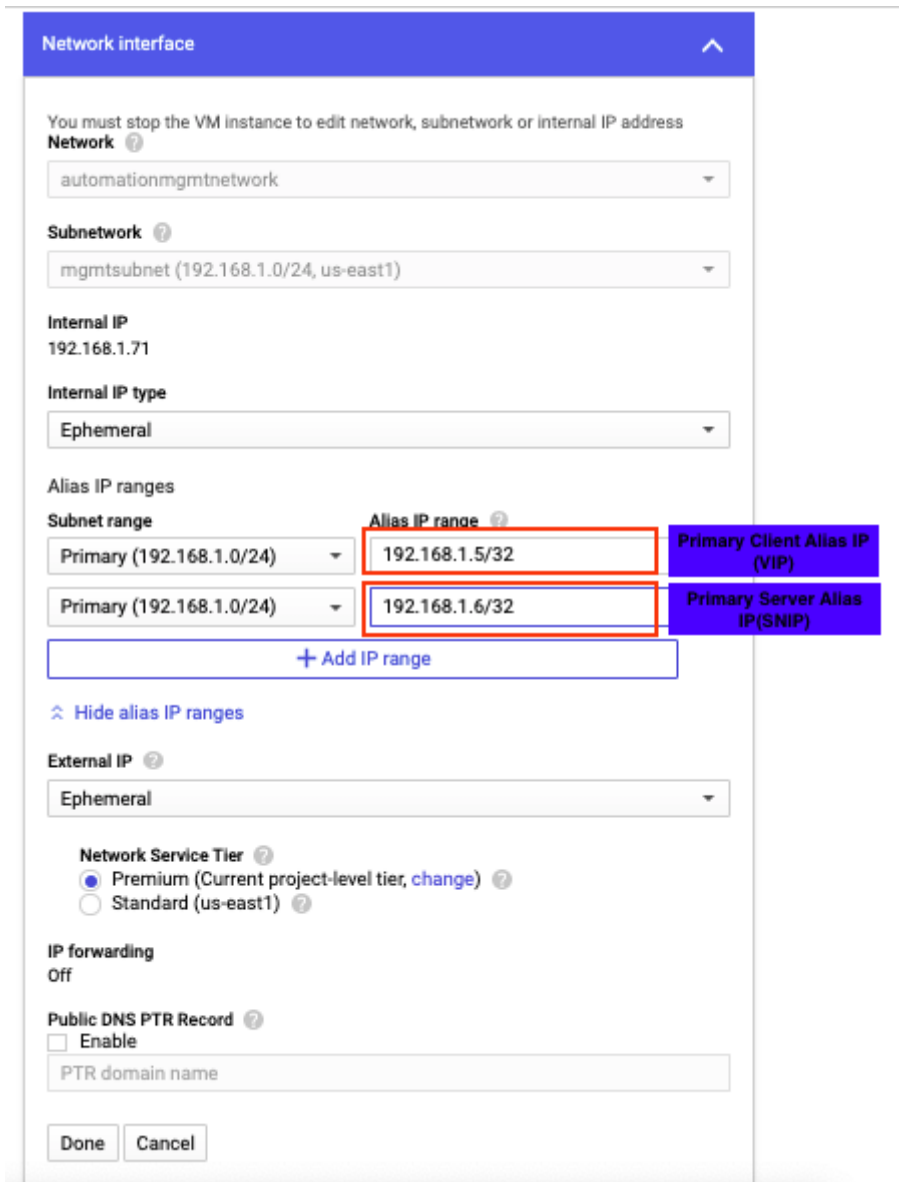 Network interface
You must stop the VM instance to edit network, subnetwork or internal IP address
Network
automationmgmtnetwork
Subnetwork
mgmtsubnet (192.168.1.0/24, us-east1)
Internal IP
192.168.1.71
Internal IP type
Ephemeral
Alias IP ranges
Subnet range Alias IP range
Primary (192.168.1.0/24) 192.168.1.5/32 Primary Client Alias IP
(VIP)
Primary (192.168.1.0/24) 192.168.1.6/32 Primary Server Alias
IP(SNIP)
+ Add IP range
Hide alias IP ranges
External IP
Ephemeral
Network Service Tier
Premium (Current project-level tier, change)
Standard (us-east1)
IP forwarding
Off
Public DNS PTR Record
Enable
PTR domain name
Done Cancel